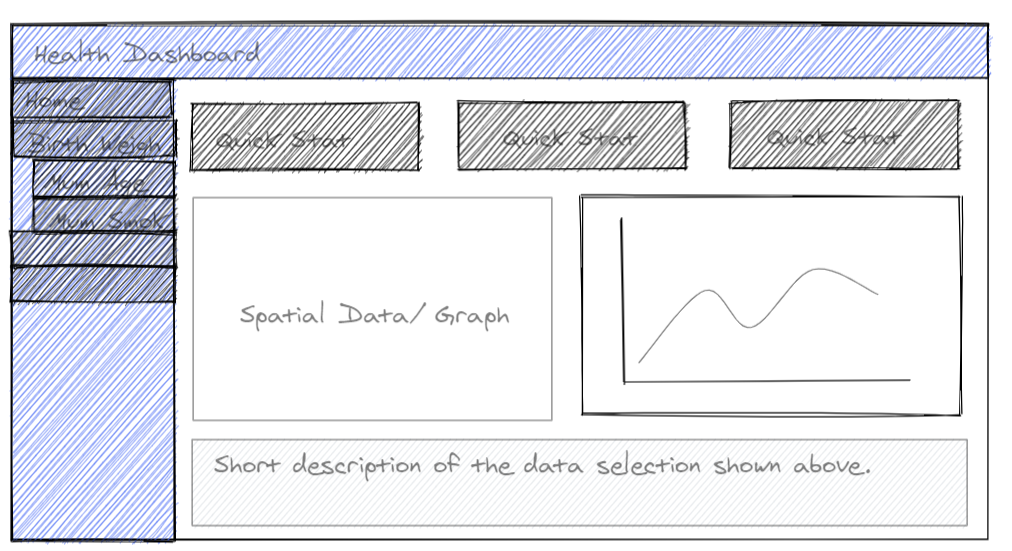 Health Dashboard
Home
Birth Weigh
Mum Age
Mum Smok
Quick Stat
Quick Stat
Quick Stat
Spatial Data/ Graph
Short description of the data selection shown above.